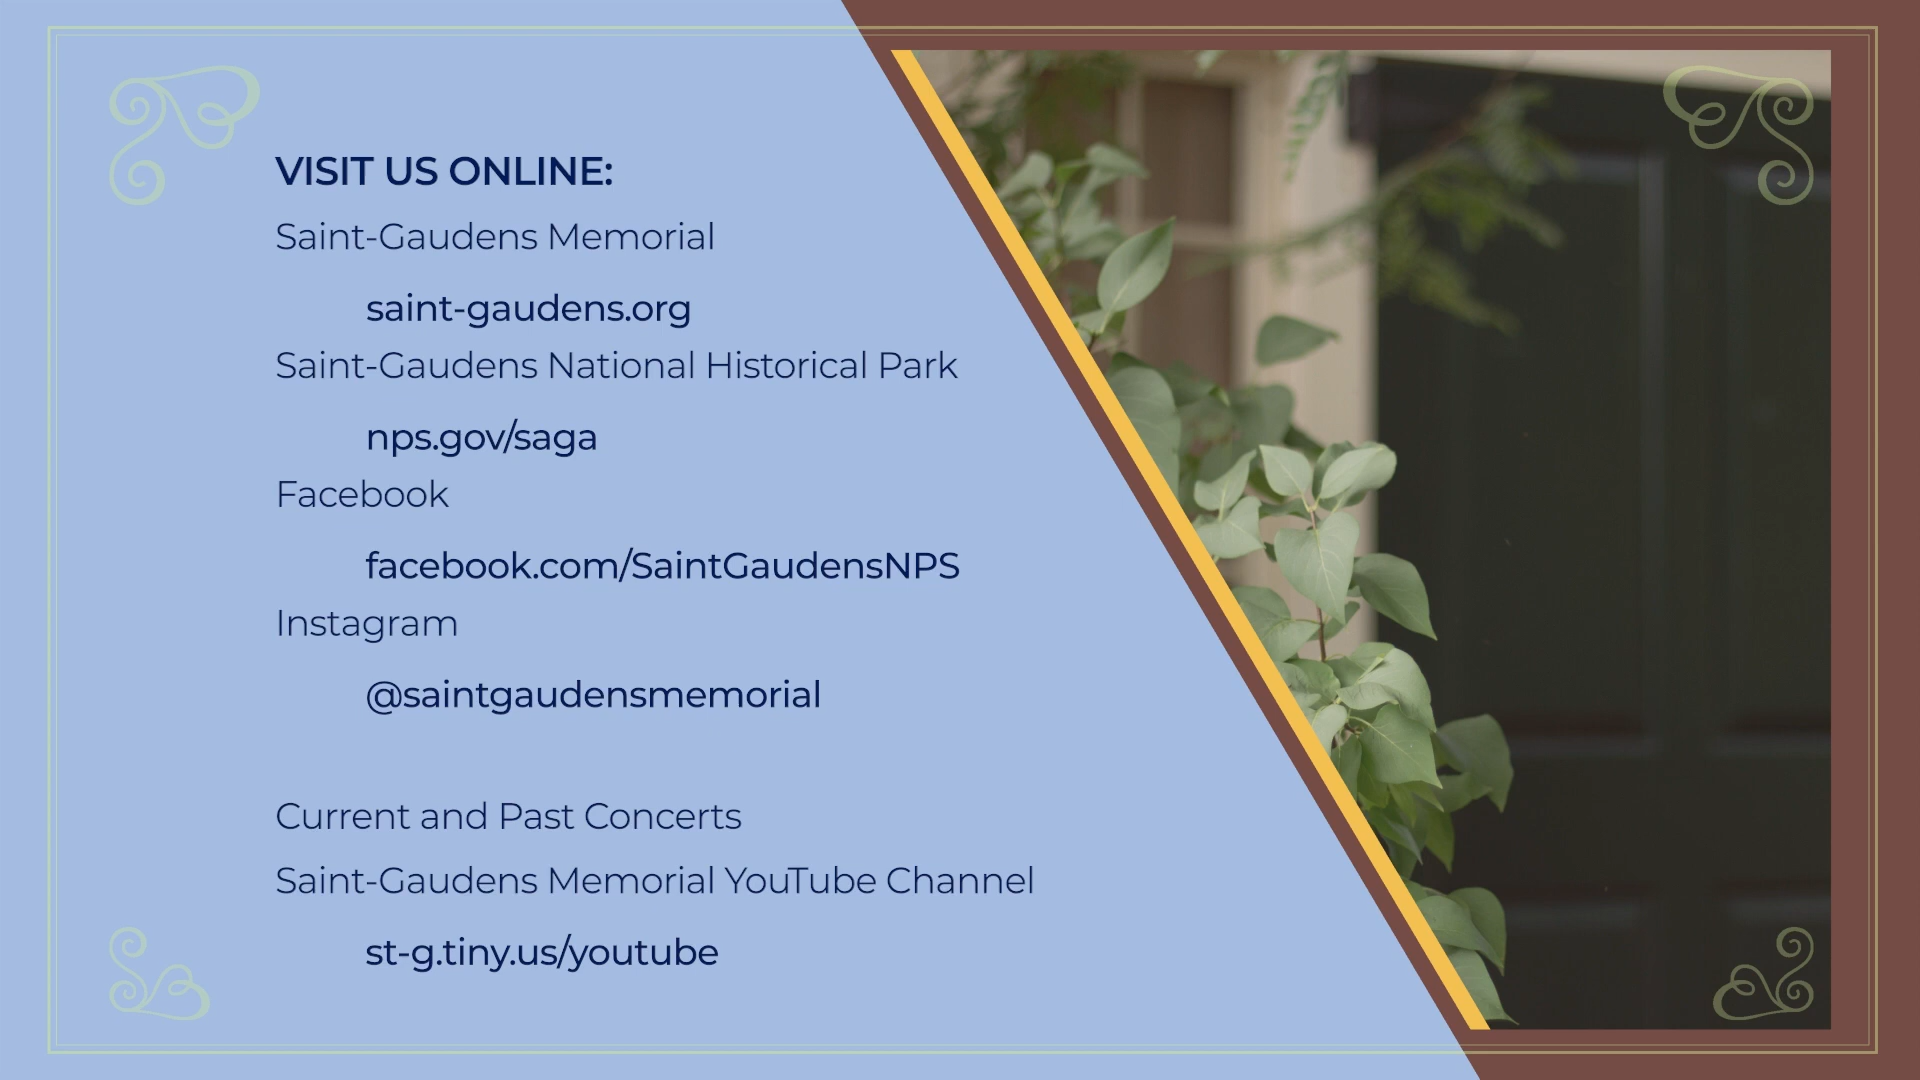 VISIT US ONLINE:
Saint-Gaudens Memorial
saint-gaudens.org
Saint-Gaudens National Historical Park
nps.gov/saga
Facebook
facebook.com/SaintGaudensNPS
Instagram
@saintgaudensmemorial
Current and Past Concerts
Saint-Gaudens Memorial YouTube Channel
st-g.tiny.us/youtube